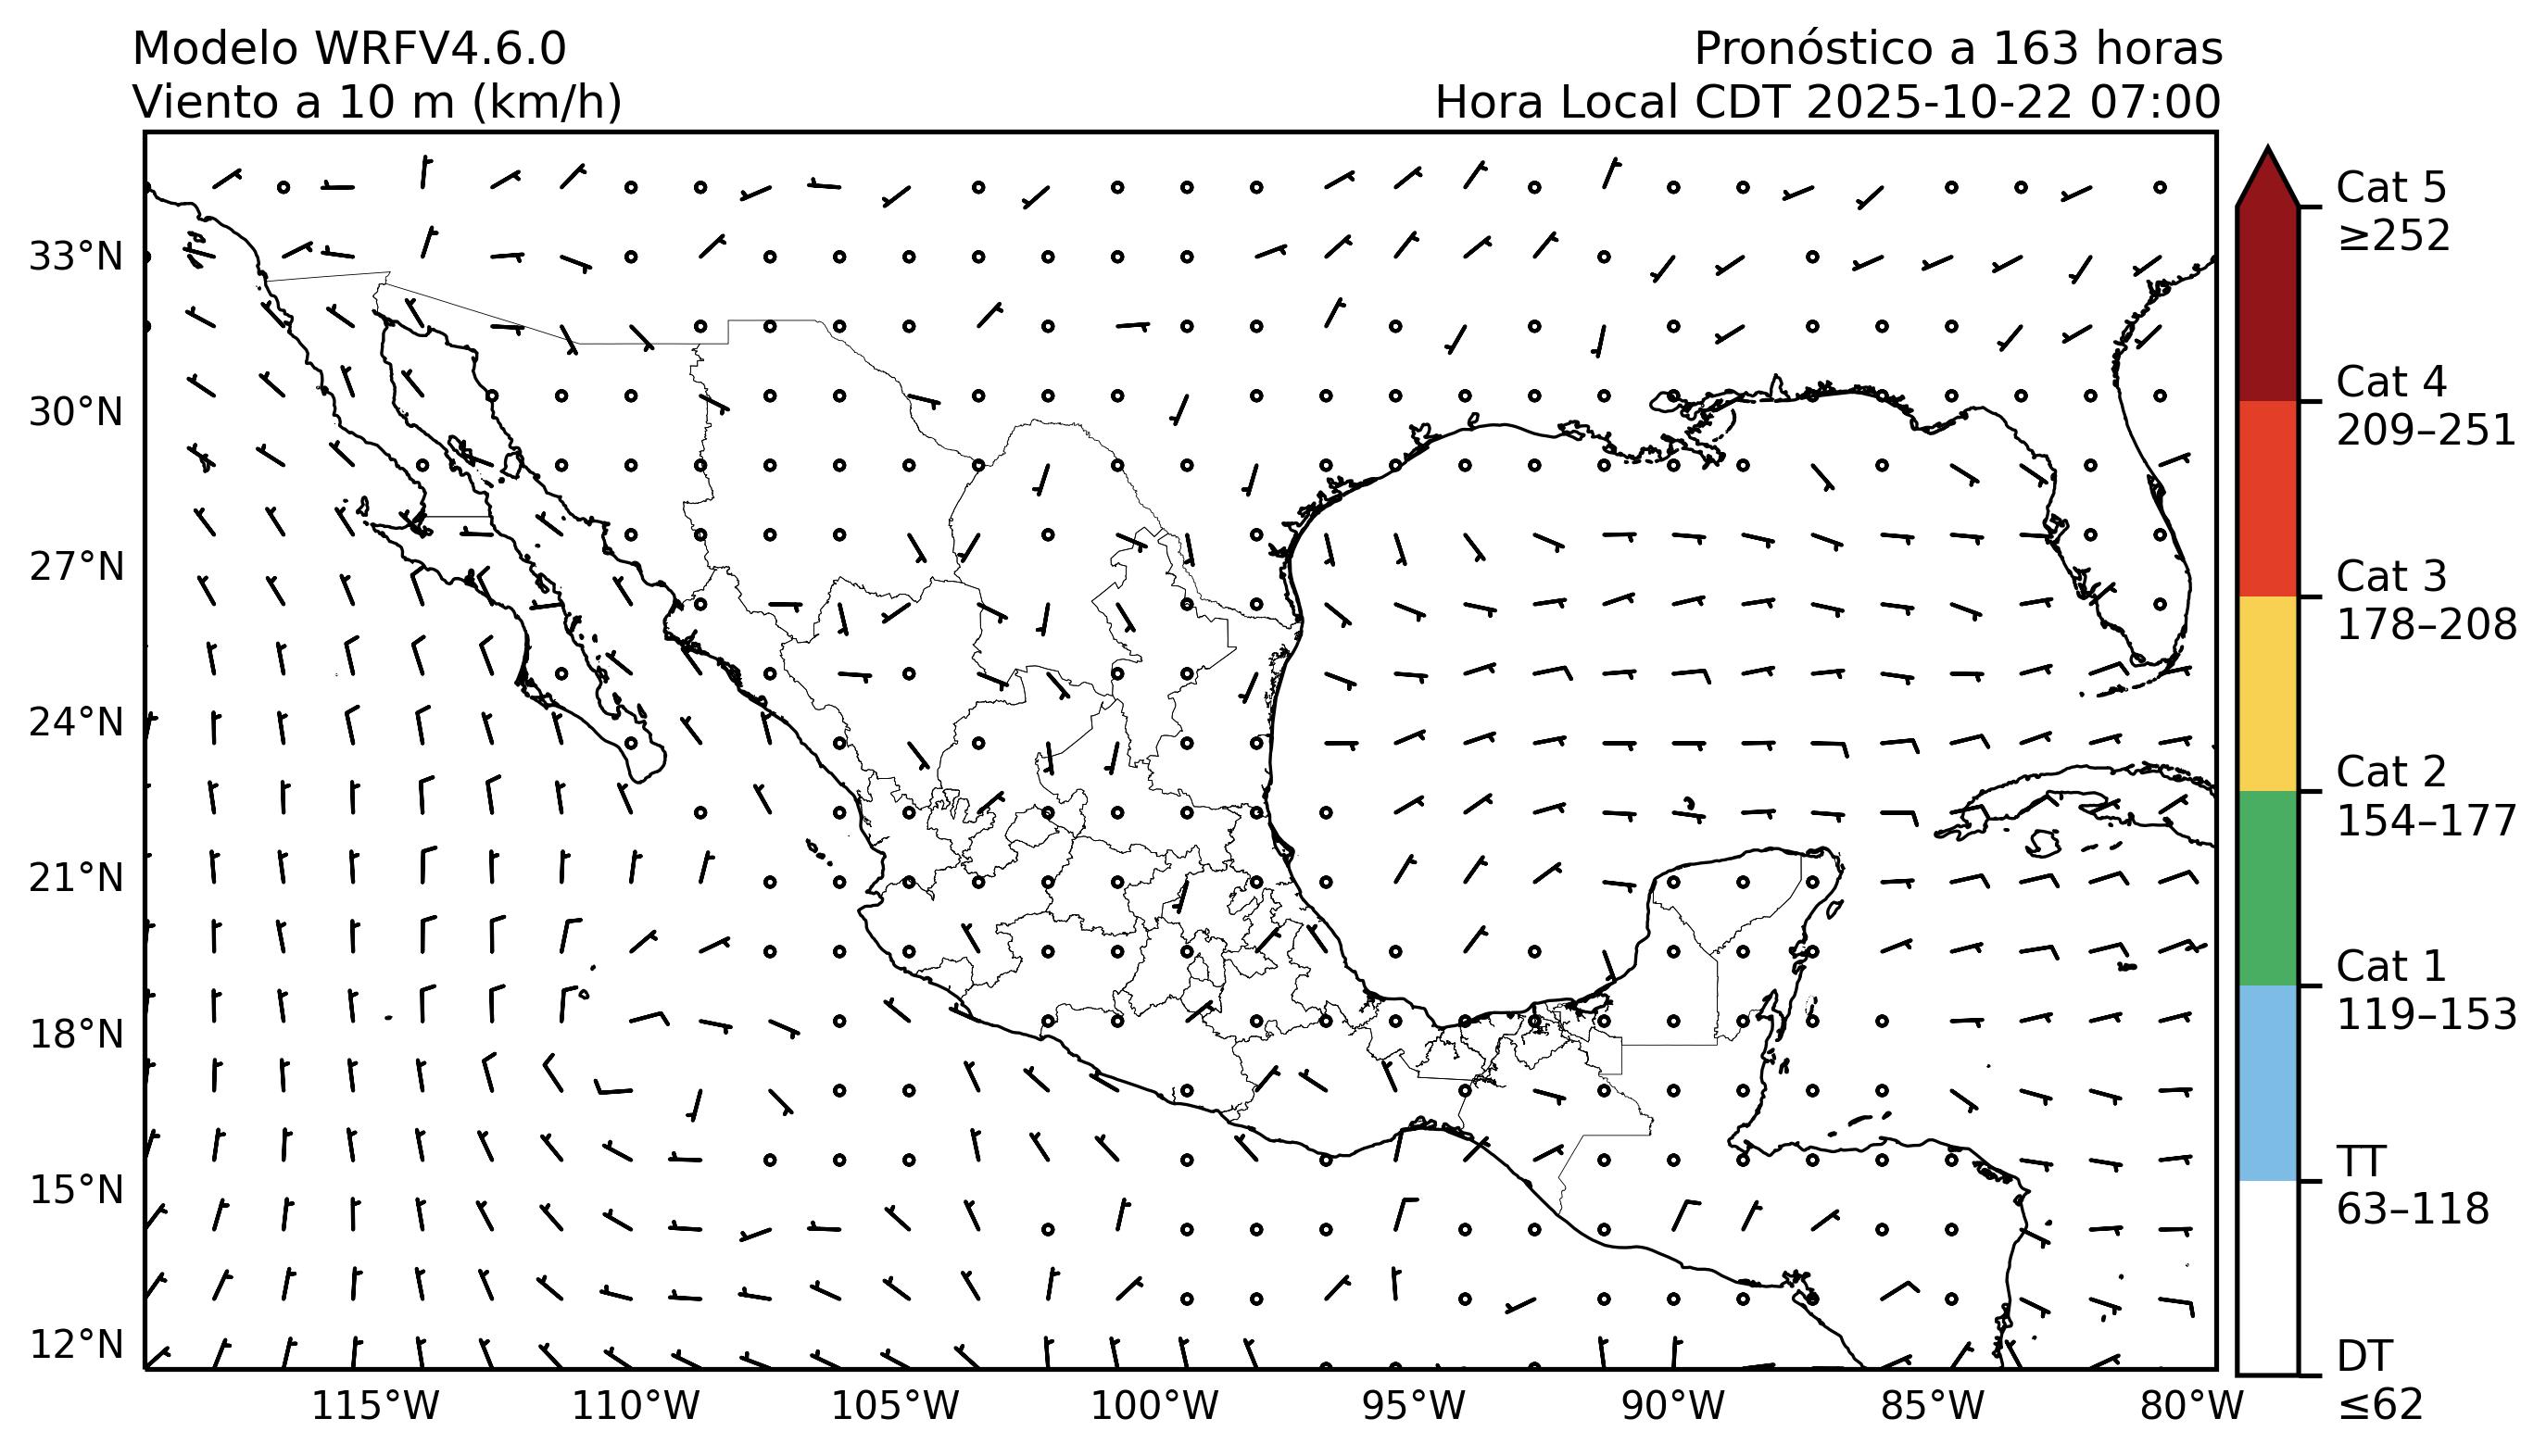 Modelo WRFV4.6.0
Viento a 10 m (km/h)
Pronóstico a 163 horas
Hora Local CDT 2025-10-22 07:00
33°N
30°N
27°N
24°N
21°N
18°N
15°N
12°N
115°W
110°W
105°W
100°W
95°W
90°W
85°W
80°W
Cat 5
≥252
Cat 4
209–251
Cat 3
178–208
Cat 2
154–177
Cat 1
119–153
TT
63–118
DT
≤62